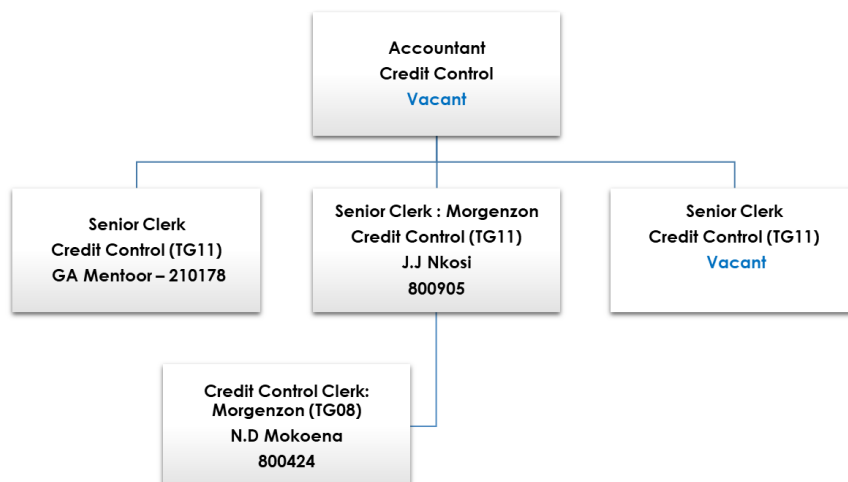 Accountant
Credit Control
Vacant
Senior Clerk
Credit Control (TG11)
GA Mentoor – 210178
Senior Clerk : Morgenzon
Credit Control (TG11)
J.J Nkosi
800905
Senior Clerk
Credit Control (TG11)
Vacant
Credit Control Clerk:
Morgenzon (TG08)
N.D Mokoena
800424